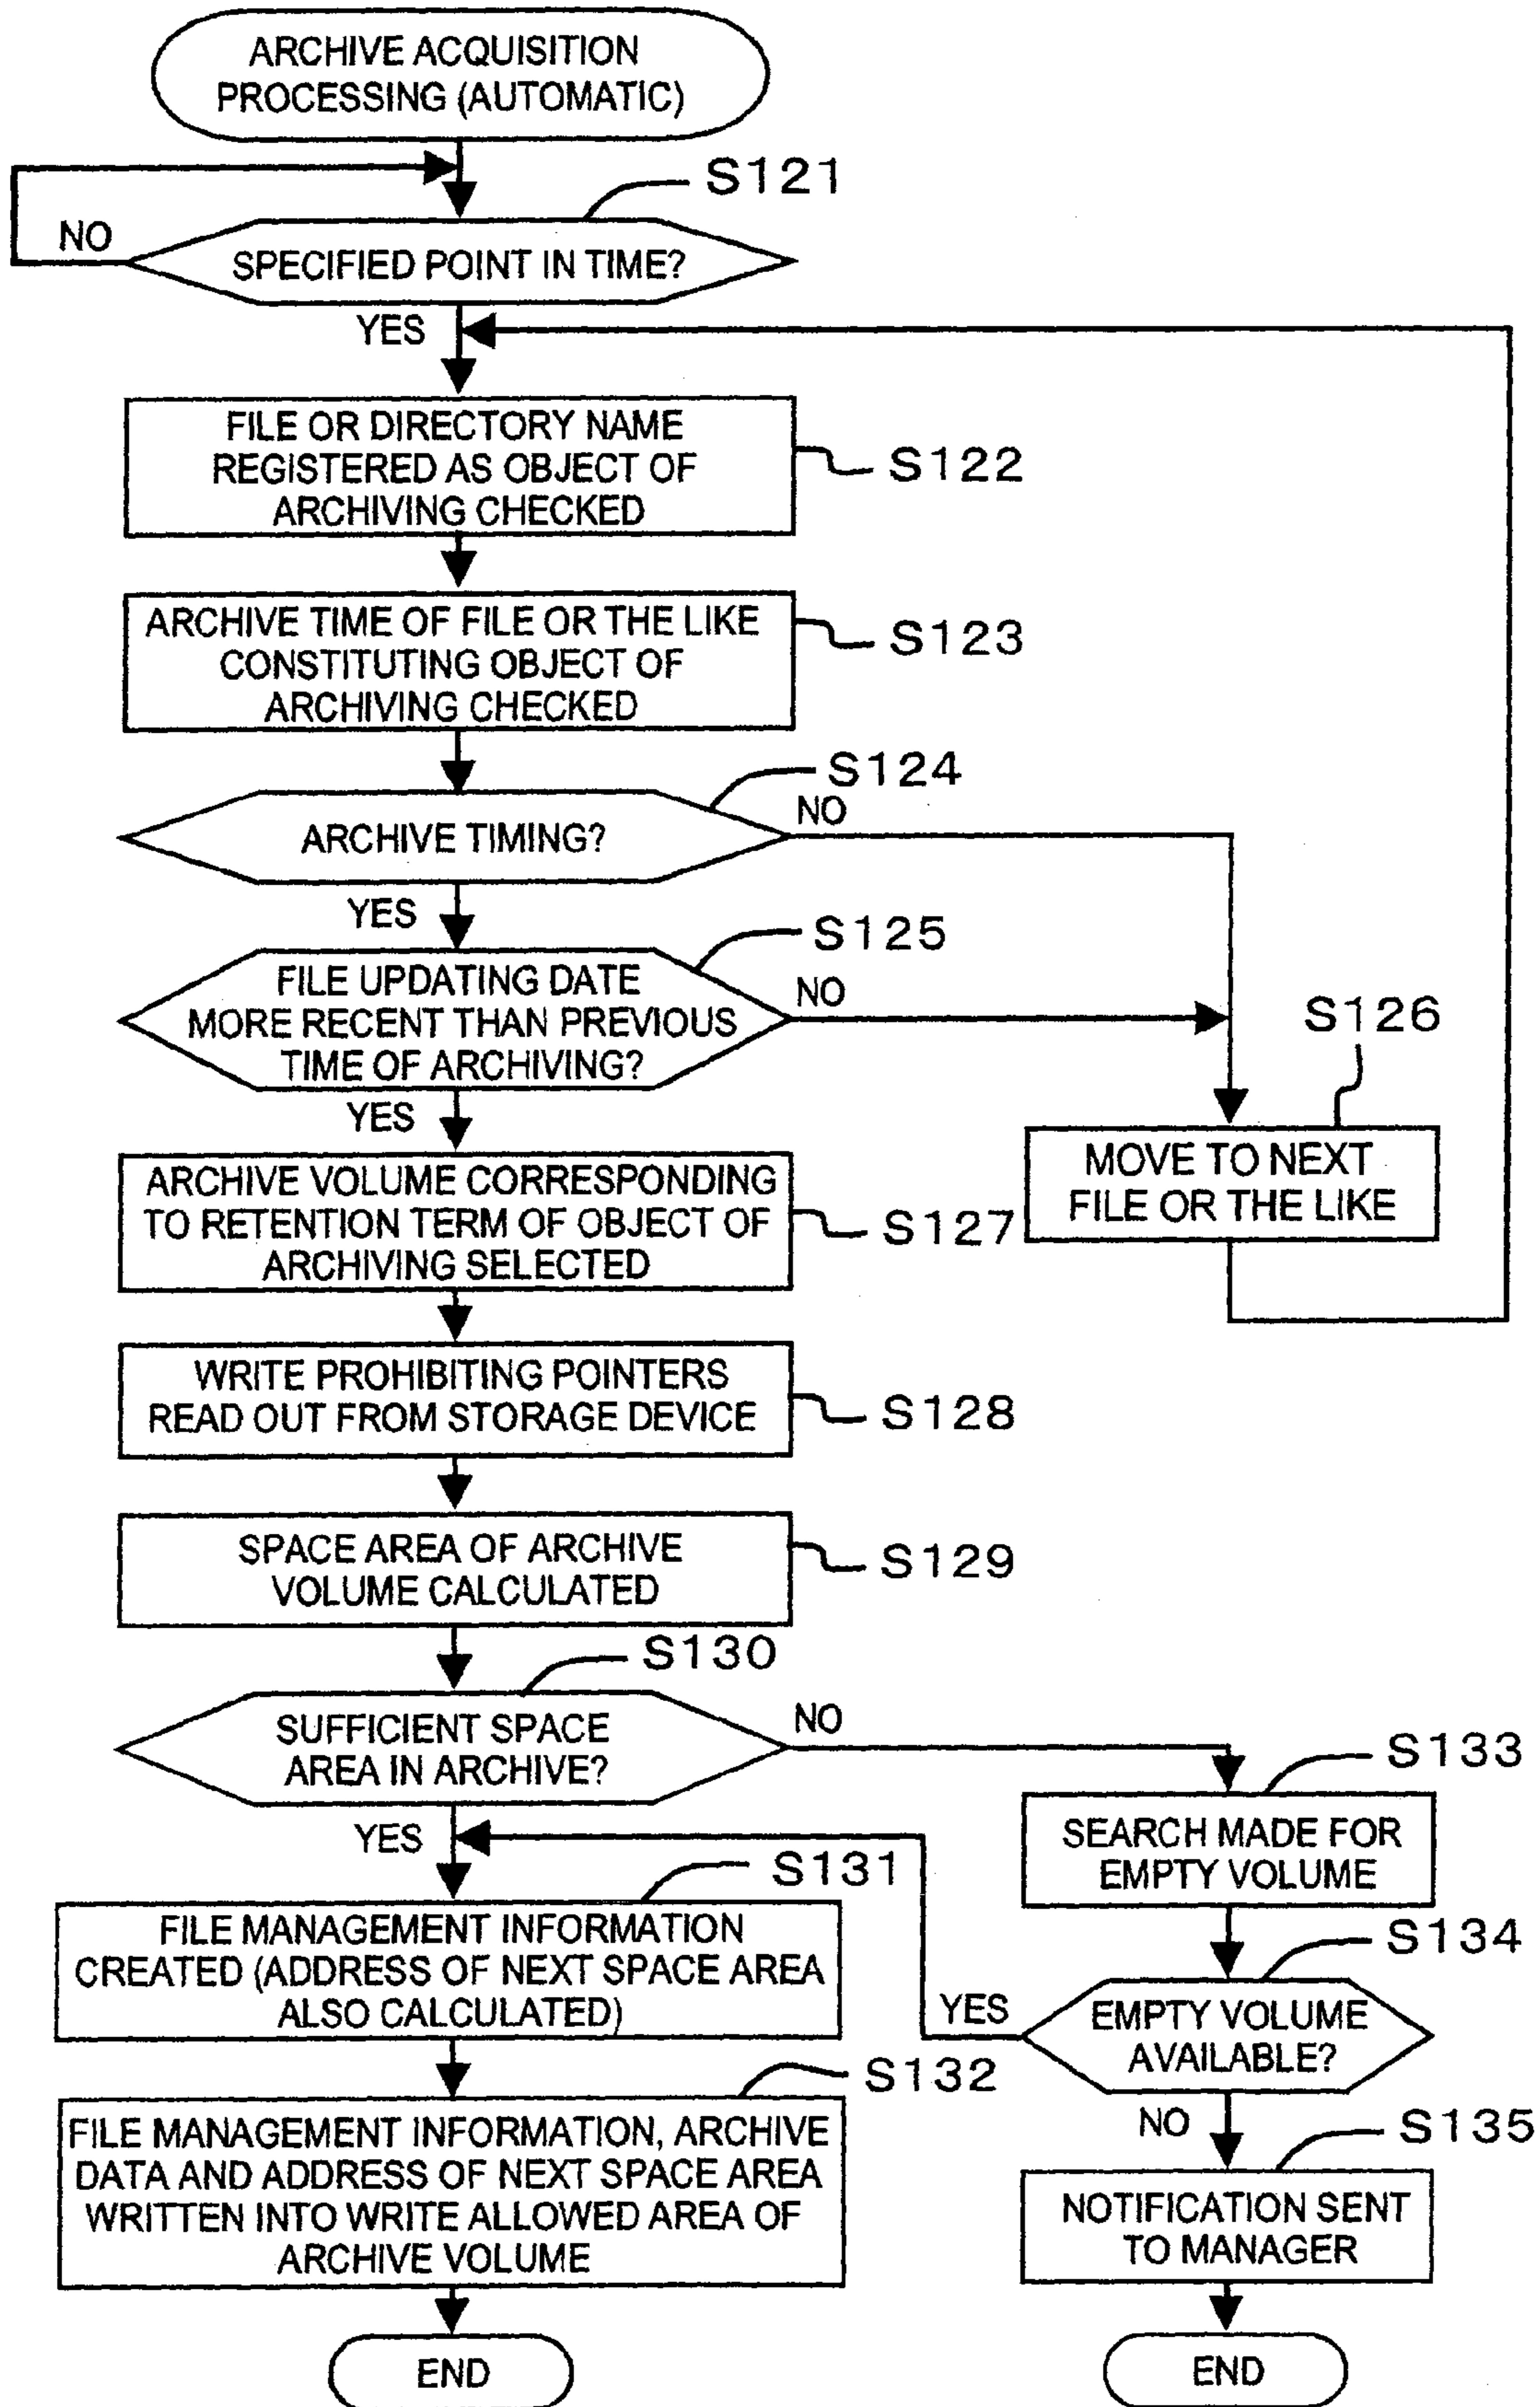 ARCHIVE ACQUISITION
PROCESSING (AUTOMATIC)
S121
NO
SPECIFIED POINT IN TIME?
YES
FILE OR DIRECTORY NAME
REGISTERED AS OBJECT OF
ARCHIVING CHECKED
S122
ARCHIVE TIME OF FILE OR THE LIKE
CONSTITUTING OBJECT OF
ARCHIVING CHECKED
S123
S124
NO
ARCHIVE TIMING?
YES
S125
FILE UPDATING DATE
MORE RECENT THAN PREVIOUS
TIME OF ARCHIVING?
NO
S126
YES
MOVE TO NEXT
FILE OR THE LIKE
ARCHIVE VOLUME CORRESPONDING
TO RETENTION TERM OF OBJECT OF
ARCHIVING SELECTED
S127
WRITE PROHIBITING POINTERS
READ OUT FROM STORAGE DEVICE
S128
SPACE AREA OF ARCHIVE
VOLUME CALCULATED
S129
S130
SUFFICIENT SPACE
AREA IN ARCHIVE?
NO
S133
YES
SEARCH MADE FOR
EMPTY VOLUME
S131
FILE MANAGEMENT INFORMATION
CREATED (ADDRESS OF NEXT SPACE AREA
ALSO CALCULATED)
S134
YES
EMPTY VOLUME
AVAILABLE?
S132
NO
S135
FILE MANAGEMENT INFORMATION, ARCHIVE
DATA AND ADDRESS OF NEXT SPACE AREA
WRITTEN INTO WRITE ALLOWED AREA OF
ARCHIVE VOLUME
NOTIFICATION SENT
TO MANAGER
END
END